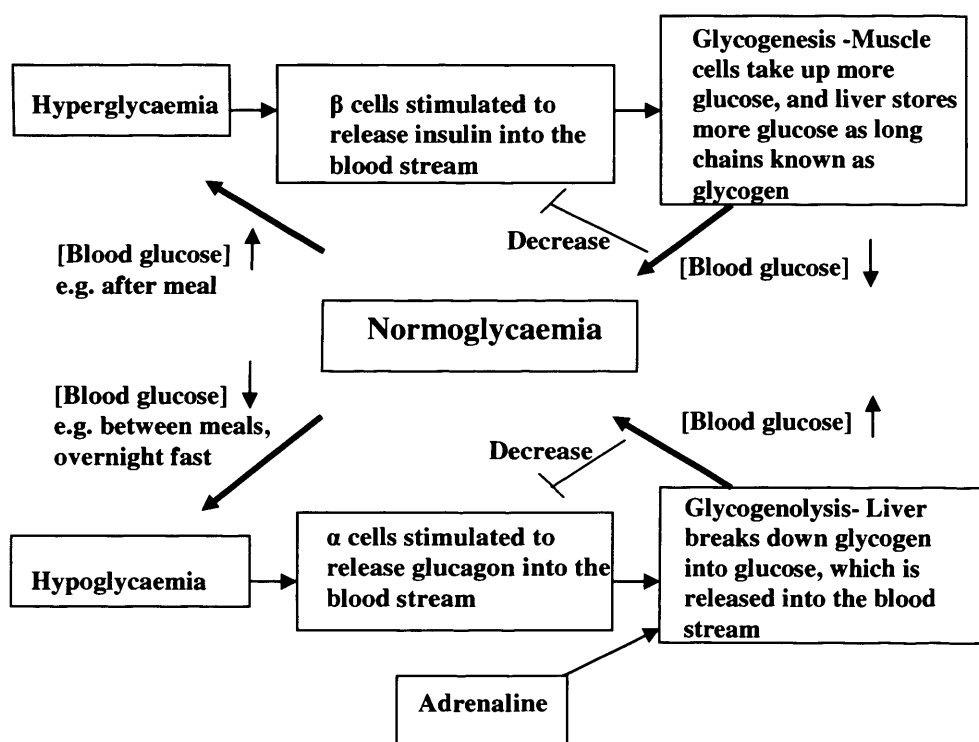 Hyperglycaemia
β cells stimulated to
release insulin into the
blood stream
Glycogenesis -Muscle
cells take up more
glucose, and liver stores
more glucose as long
chains known as
glycogen
[Blood glucose]
e.g. after meal
Decrease
[Blood glucose]
Normoglycaemia
[Blood glucose]
e.g. between meals,
overnight fast
Decrease
[Blood glucose]
Hypoglycaemia
α cells stimulated to
release glucagon into the
blood stream
Glycogenolysis- Liver
breaks down glycogen
into glucose, which is
released into the blood
stream
Adrenaline